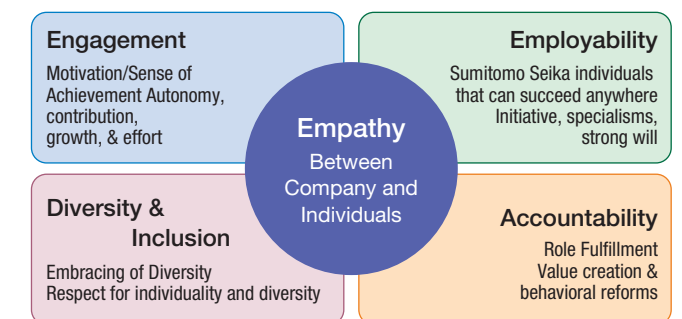 Engagement
Motivation/Sense of
Achievement Autonomy,
contribution,
growth, & effort
Employability
Sumitomo Seika individuals
that can succeed anywhere
Initiative, specialisms,
strong will
Empathy
Between
Company and
Individuals
Diversity &
Inclusion
Embracing of Diversity
Respect for individuality and diversity
Accountability
Role Fulfillment
Value creation &
behavioral reforms